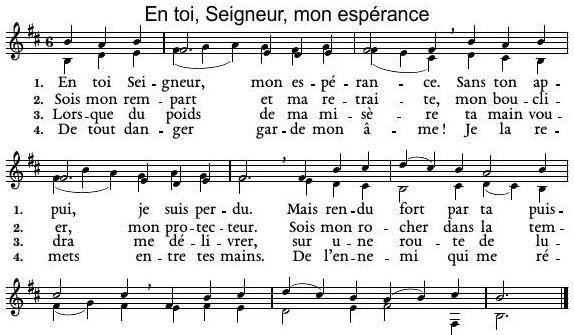 En toi, Seigneur, mon espérance
6
1. En toi Sei - gneur, mon es - pé - ran - ce. Sans ton ap -
2. Sois mon rem - part et ma re - trai - te, mon bou - cli -
3. Lors - que du poids de ma mi - sè - re ta main vou -
4. De tout dan - ger gar - de mon â - me! Je la re -
1. pui, je suis per - du. Mais ren - du fort par ta puis -
2. er, mon pro - tec - teur. Sois mon ro - cher dans la tem -
3. dra me dé - li - vrer, sur u - ne rou - te de lu -
4. mets en tre tes mains. De l'en - ne - mi qui me ré -